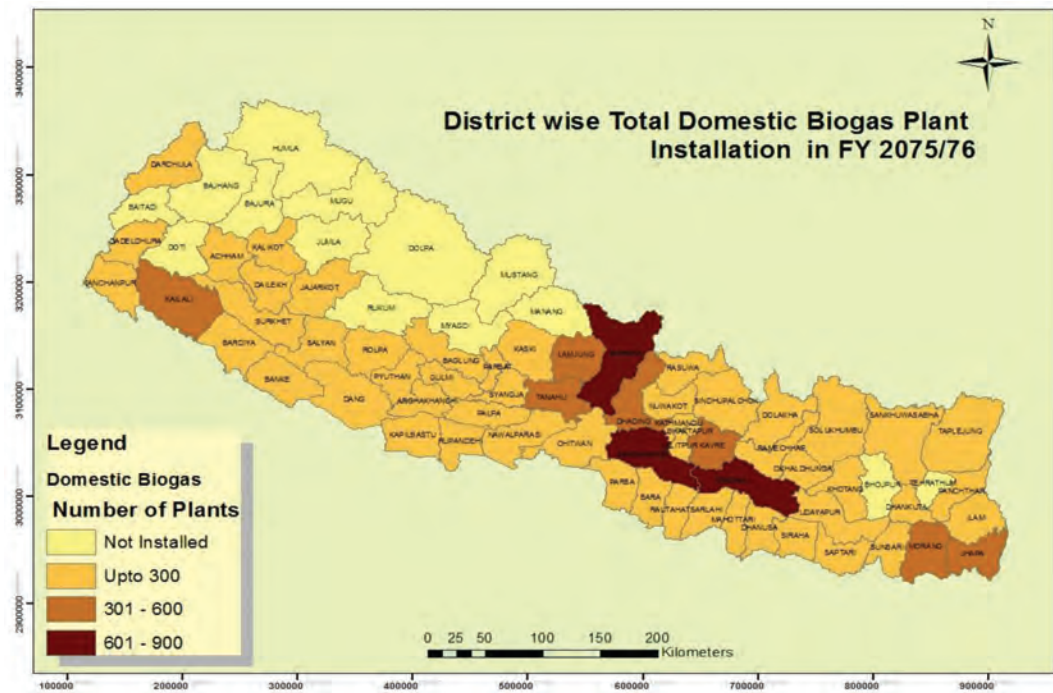 N
District wise Total Domestic Biogas Plant
Installation in FY 2075/76
HUMLA
DARCHULA
BAJHANG
BAITADI
BAJURA
MUGU
DADELDHURA
DOTI
ACHHAM
KALIKOT
JUMLA
DOLPA
KANCHANPUR
KAILALI
DAILEKH
JAJARKOT
MUSTANG
SURKHET
RUKUM
MYAGDI
MANANG
BARDIYA
SALYAN
ROLPA
BAGLUNG
PARBAT
KASKI
LAMJUNG
RASUWA
BANKE
DANG
PYUTHAN
GULMI
SYANGJA
TANAHU
DHADING
NUWAKOT
SINDHUPALCHOK
DOLAKHA
ARGHAKHANCHI
PALPA
KATHMANDU
BHAKTAPUR
LITPUR
KAVRE
RAMECHHAP
SOLUKHUMBU
SANKHUWASABHA
TAPLEJUNG
KAPILBASTU
RUPANDEHI
NAWALPARASI
CHITWAN
PARSA
BARA
RAUTAHAT
SARLAHI
MAHOTTARI
DHANUSA
SIRAHA
SAPTARI
UDAYAPUR
OKHALDHUNGA
KHOTANG
BHOJPUR
TEHRATHUM
PANCHTHAR
DHANKUTA
ILAM
SUNSARI
MORANG
JHAPA
Legend
Domestic Biogas
Number of Plants
Not Installed
Upto 300
301 - 600
601 - 900
0 25 50 100 150 200
Kilometers
3400000
3300000
3200000
3100000
3000000
2900000
100000 200000 300000 400000 500000 600000 700000 800000 900000